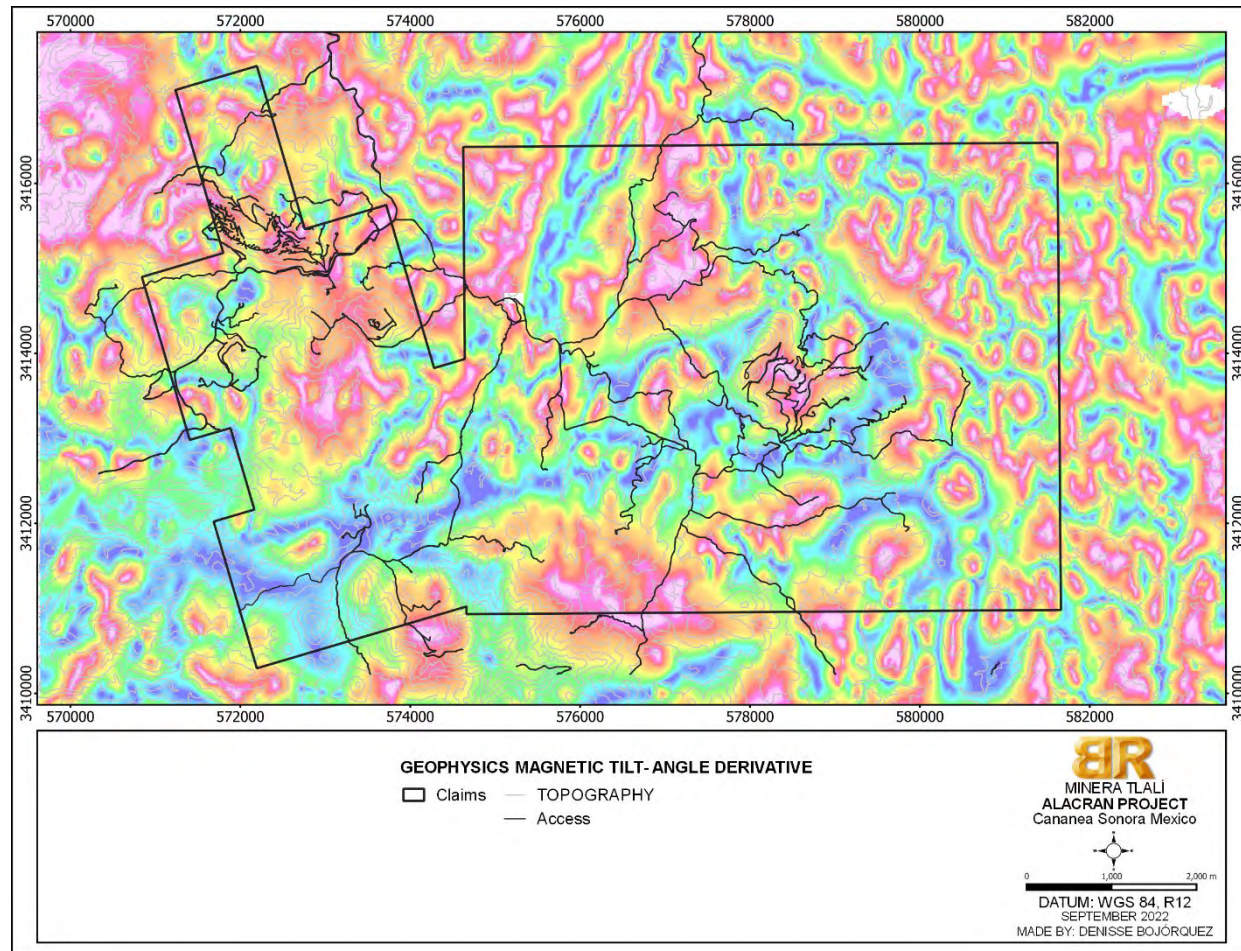 570000 572000 574000 576000 578000 580000 582000
3416000 3416000
3414000 3414000
3412000 3412000
3410000 3410000
570000 572000 574000 576000 578000 580000 582000
GEOPHYSICS MAGNETIC TILT-ANGLE DERIVATIVE
Claims TOPOGRAPHY
Access
BR
MINERA TLALÍ
ALACRAN PROJECT
Cananea Sonora Mexico
0 1,000 2,000 m
DATUM: WGS 84, R12
SEPTEMBER 2022
MADE BY: DENISSE BOJÓRQUEZ